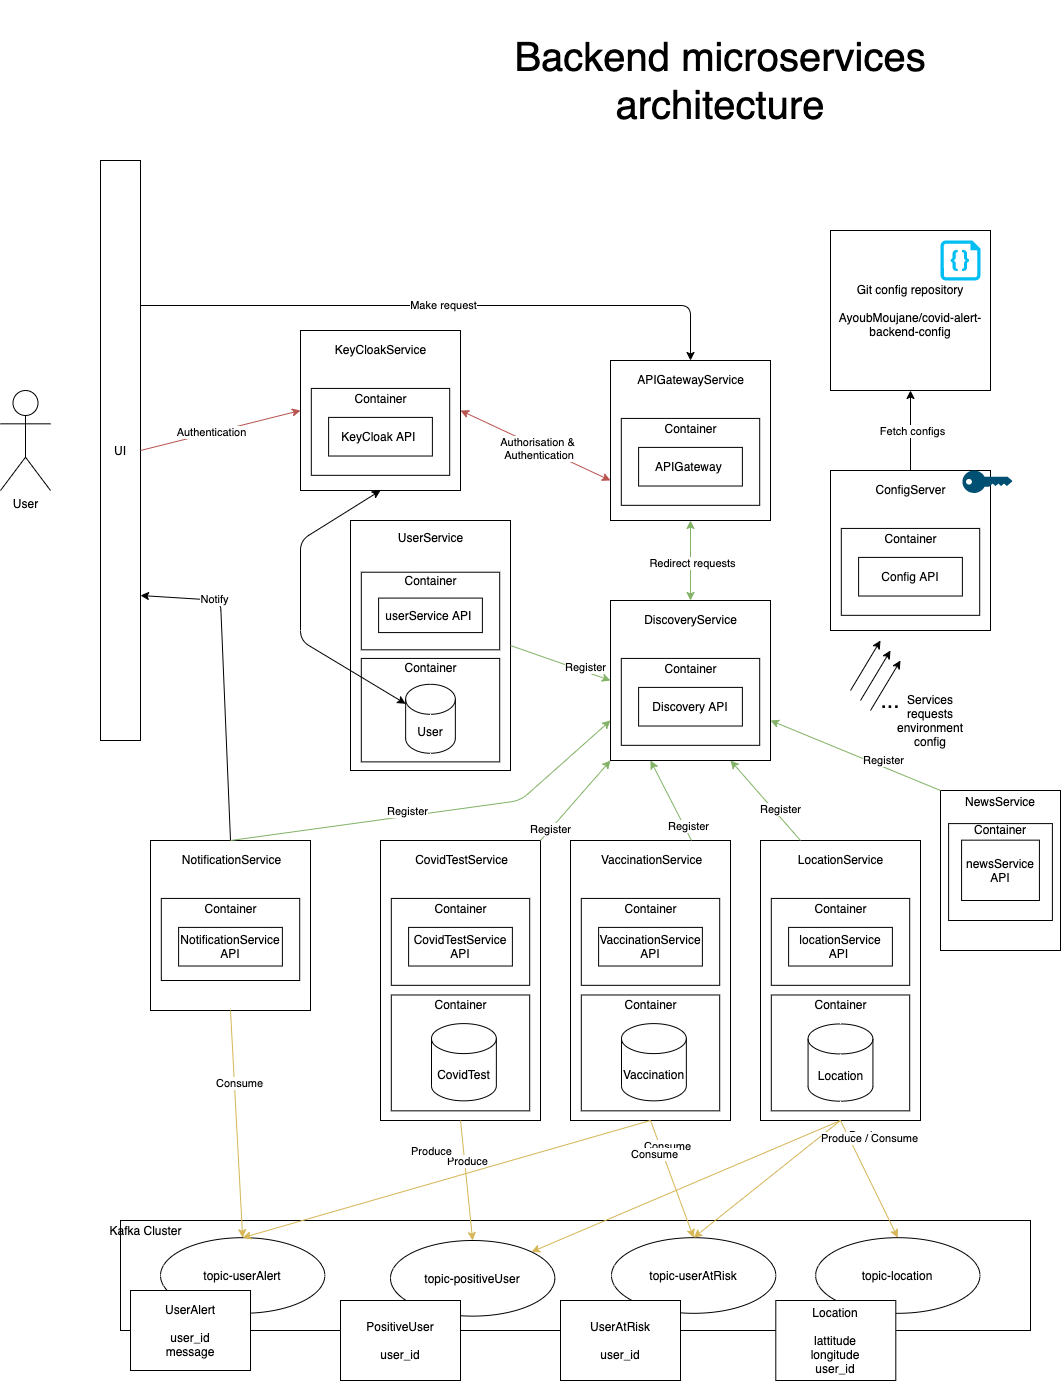 Backend microservices
architecture
Git config repository
AyoubMoujane/covid-alert-
backend-config
Make request
KeyCloakService
Container
KeyCloak API
APIGatewayService
Container
APIGateway
Authentication
Authorisation &
Authentication
UI
User
Fetch configs
ConfigServer
Container
Config API
UserService
Container
userService API
Container
User
Redirect requests
Notify
DiscoveryService
Container
Discovery API
Register
... Services
requests
environment
config
Register
NewsService
Container
newsService
API
Register
Register
Register
Register
NotificationService
Container
NotificationService
API
CovidTestService
Container
CovidTestService
API
Container
CovidTest
VaccinationService
Container
VaccinationService
API
Container
Vaccination
LocationService
Container
locationService
API
Container
Location
Consume
Produce
Produce
Consume
Consume
Produce / Consume
Kafka Cluster
topic-userAlert
topic-positiveUser
topic-userAtRisk
topic-location
UserAlert
user_id
message
PositiveUser
user_id
UserAtRisk
user_id
Location
lattitude
longitude
user_id